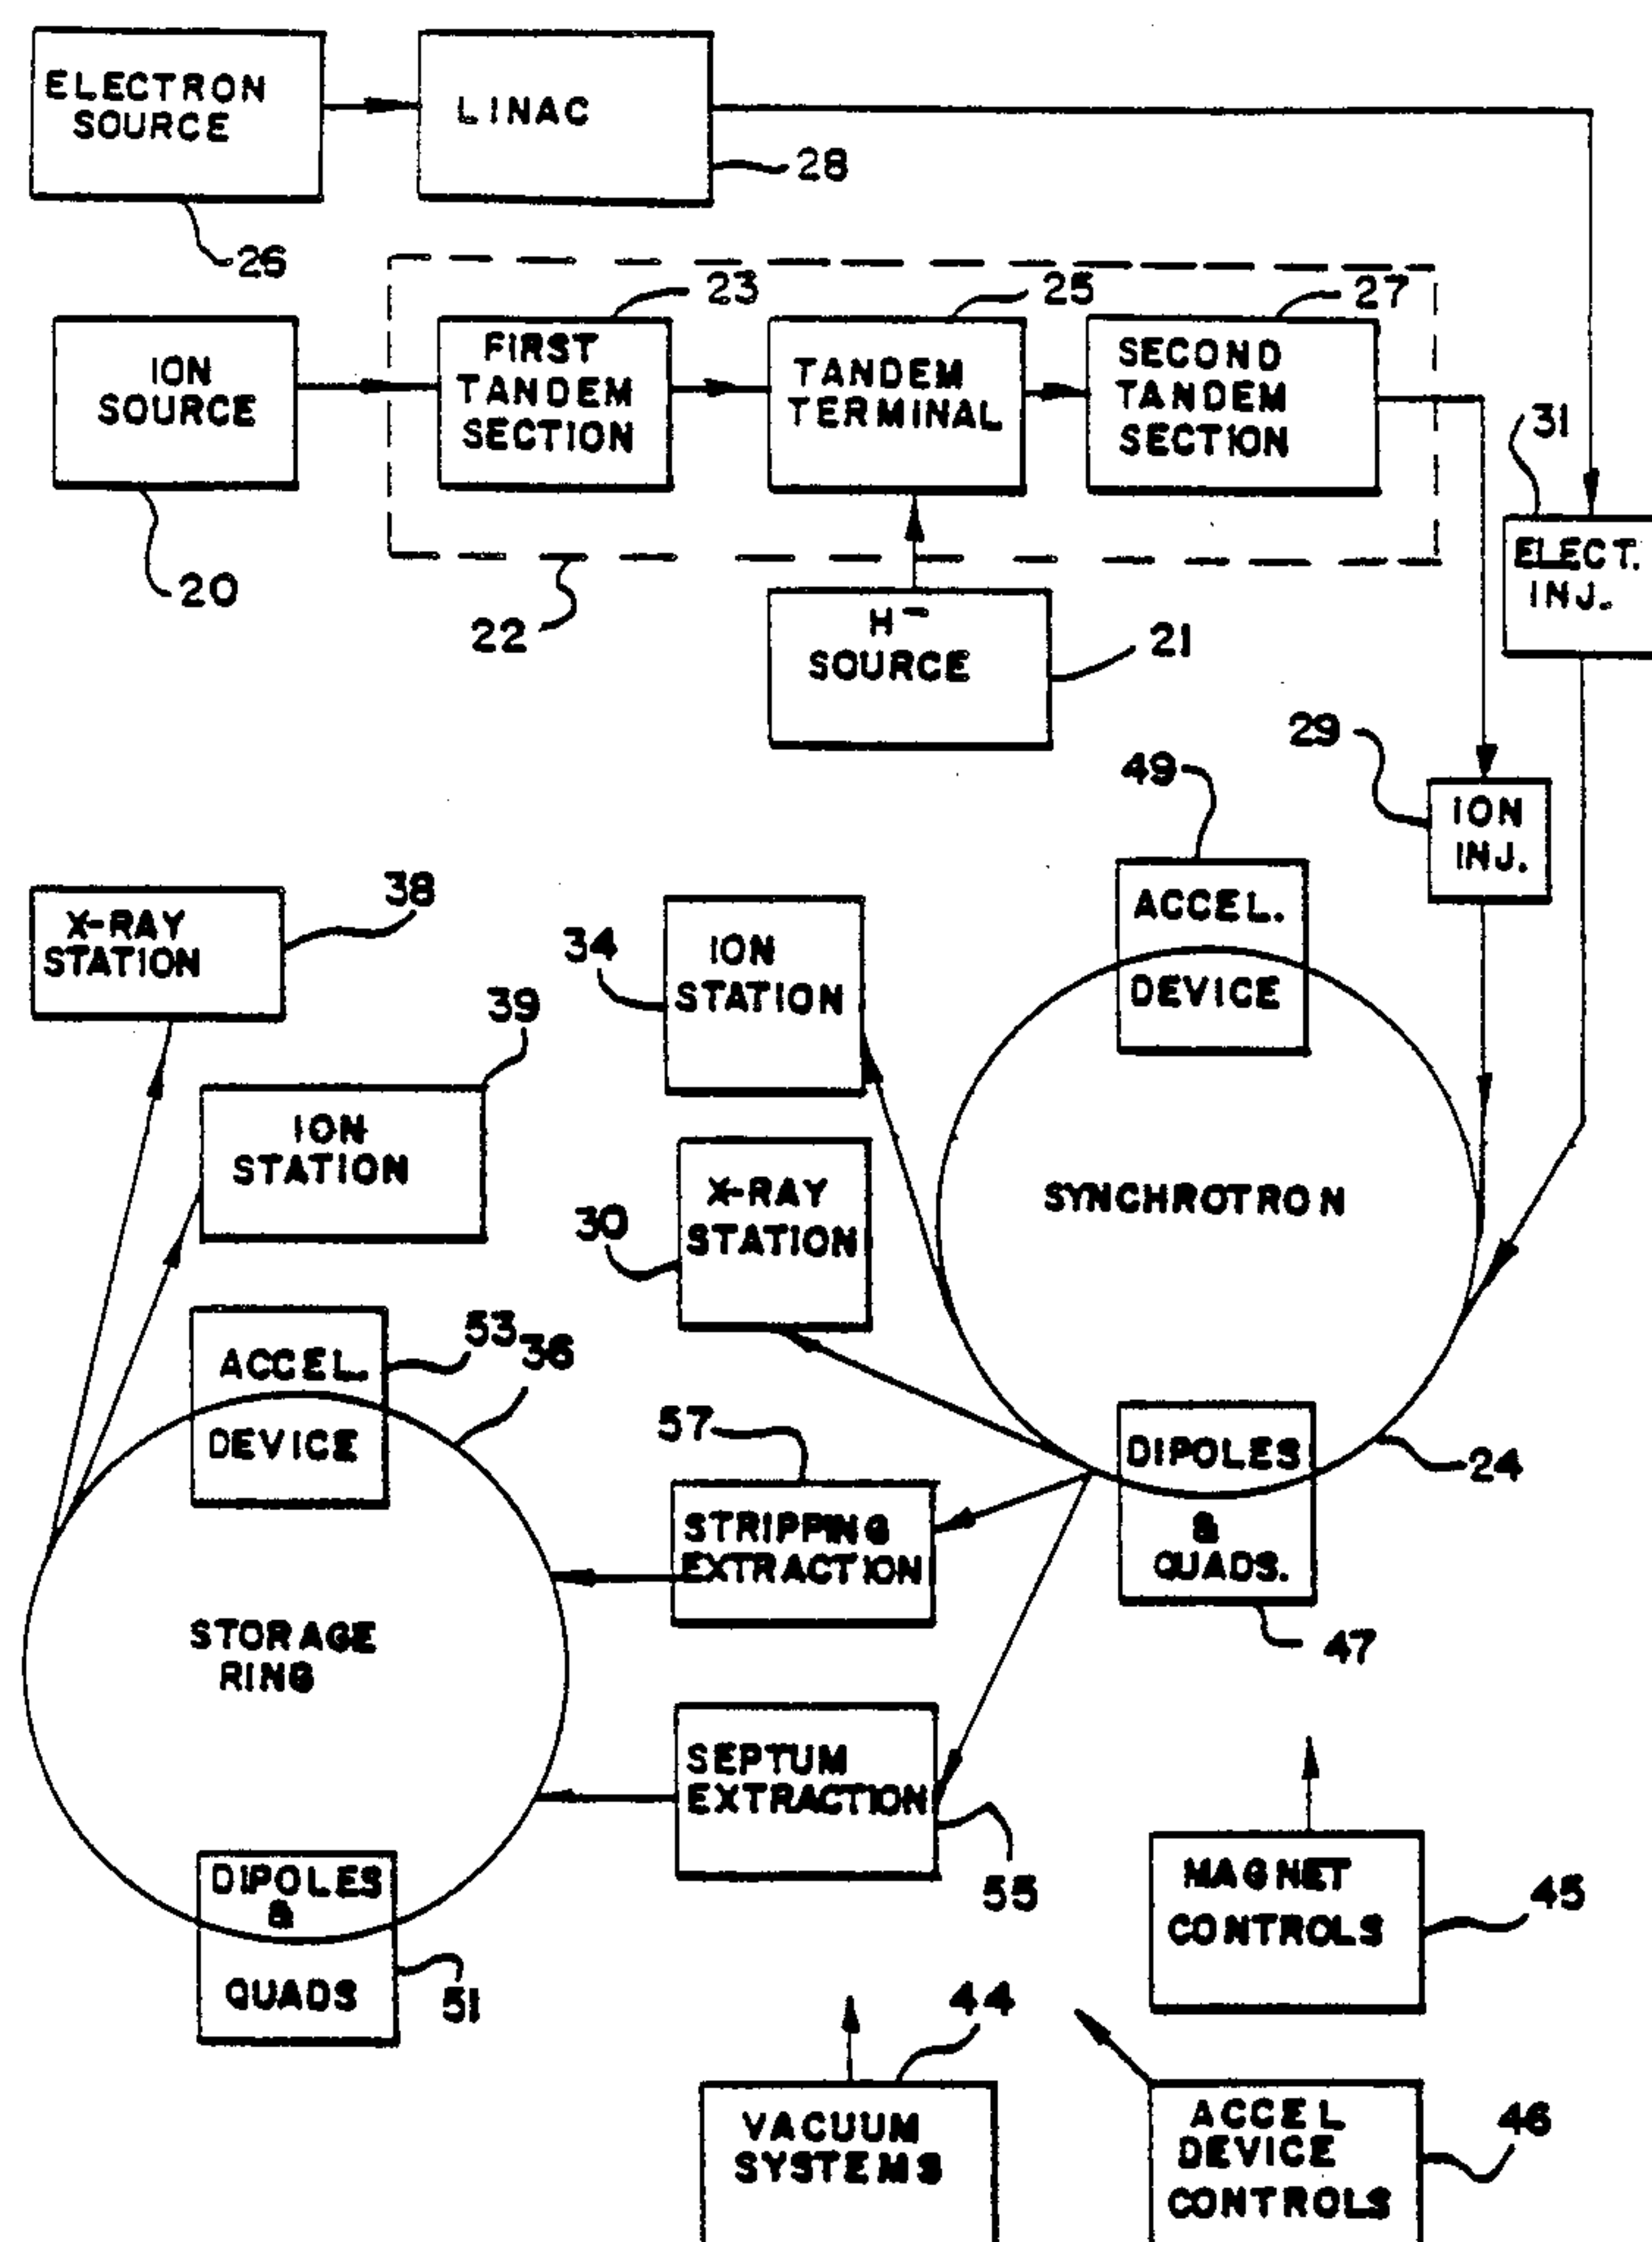 ELECTRON
SOURCE
26
LINAC
28
ION
SOURCE
20
FIRST
TANDEM
SECTION
23
TANDEM
TERMINAL
25
SECOND
TANDEM
SECTION
27
22
H⁻
SOURCE
21
31
ELECT.
INJ.
29
ION
INJ.
49
ACCEL.
DEVICE
X-RAY
STATION
38
34
ION
STATION
39
ION
STATION
30
X-RAY
STATION
SYNCHROTRON
24
DIPOLES
&
QUADS.
47
ACCEL.
DEVICE
53
36
57
STRIPPING
EXTRACTION
STORAGE
RING
SEPTUM
EXTRACTION
55
DIPOLES
&
QUADS
51
MAGNET
CONTROLS
45
44
VACUUM
SYSTEMS
ACCEL
DEVICE
CONTROLS
46